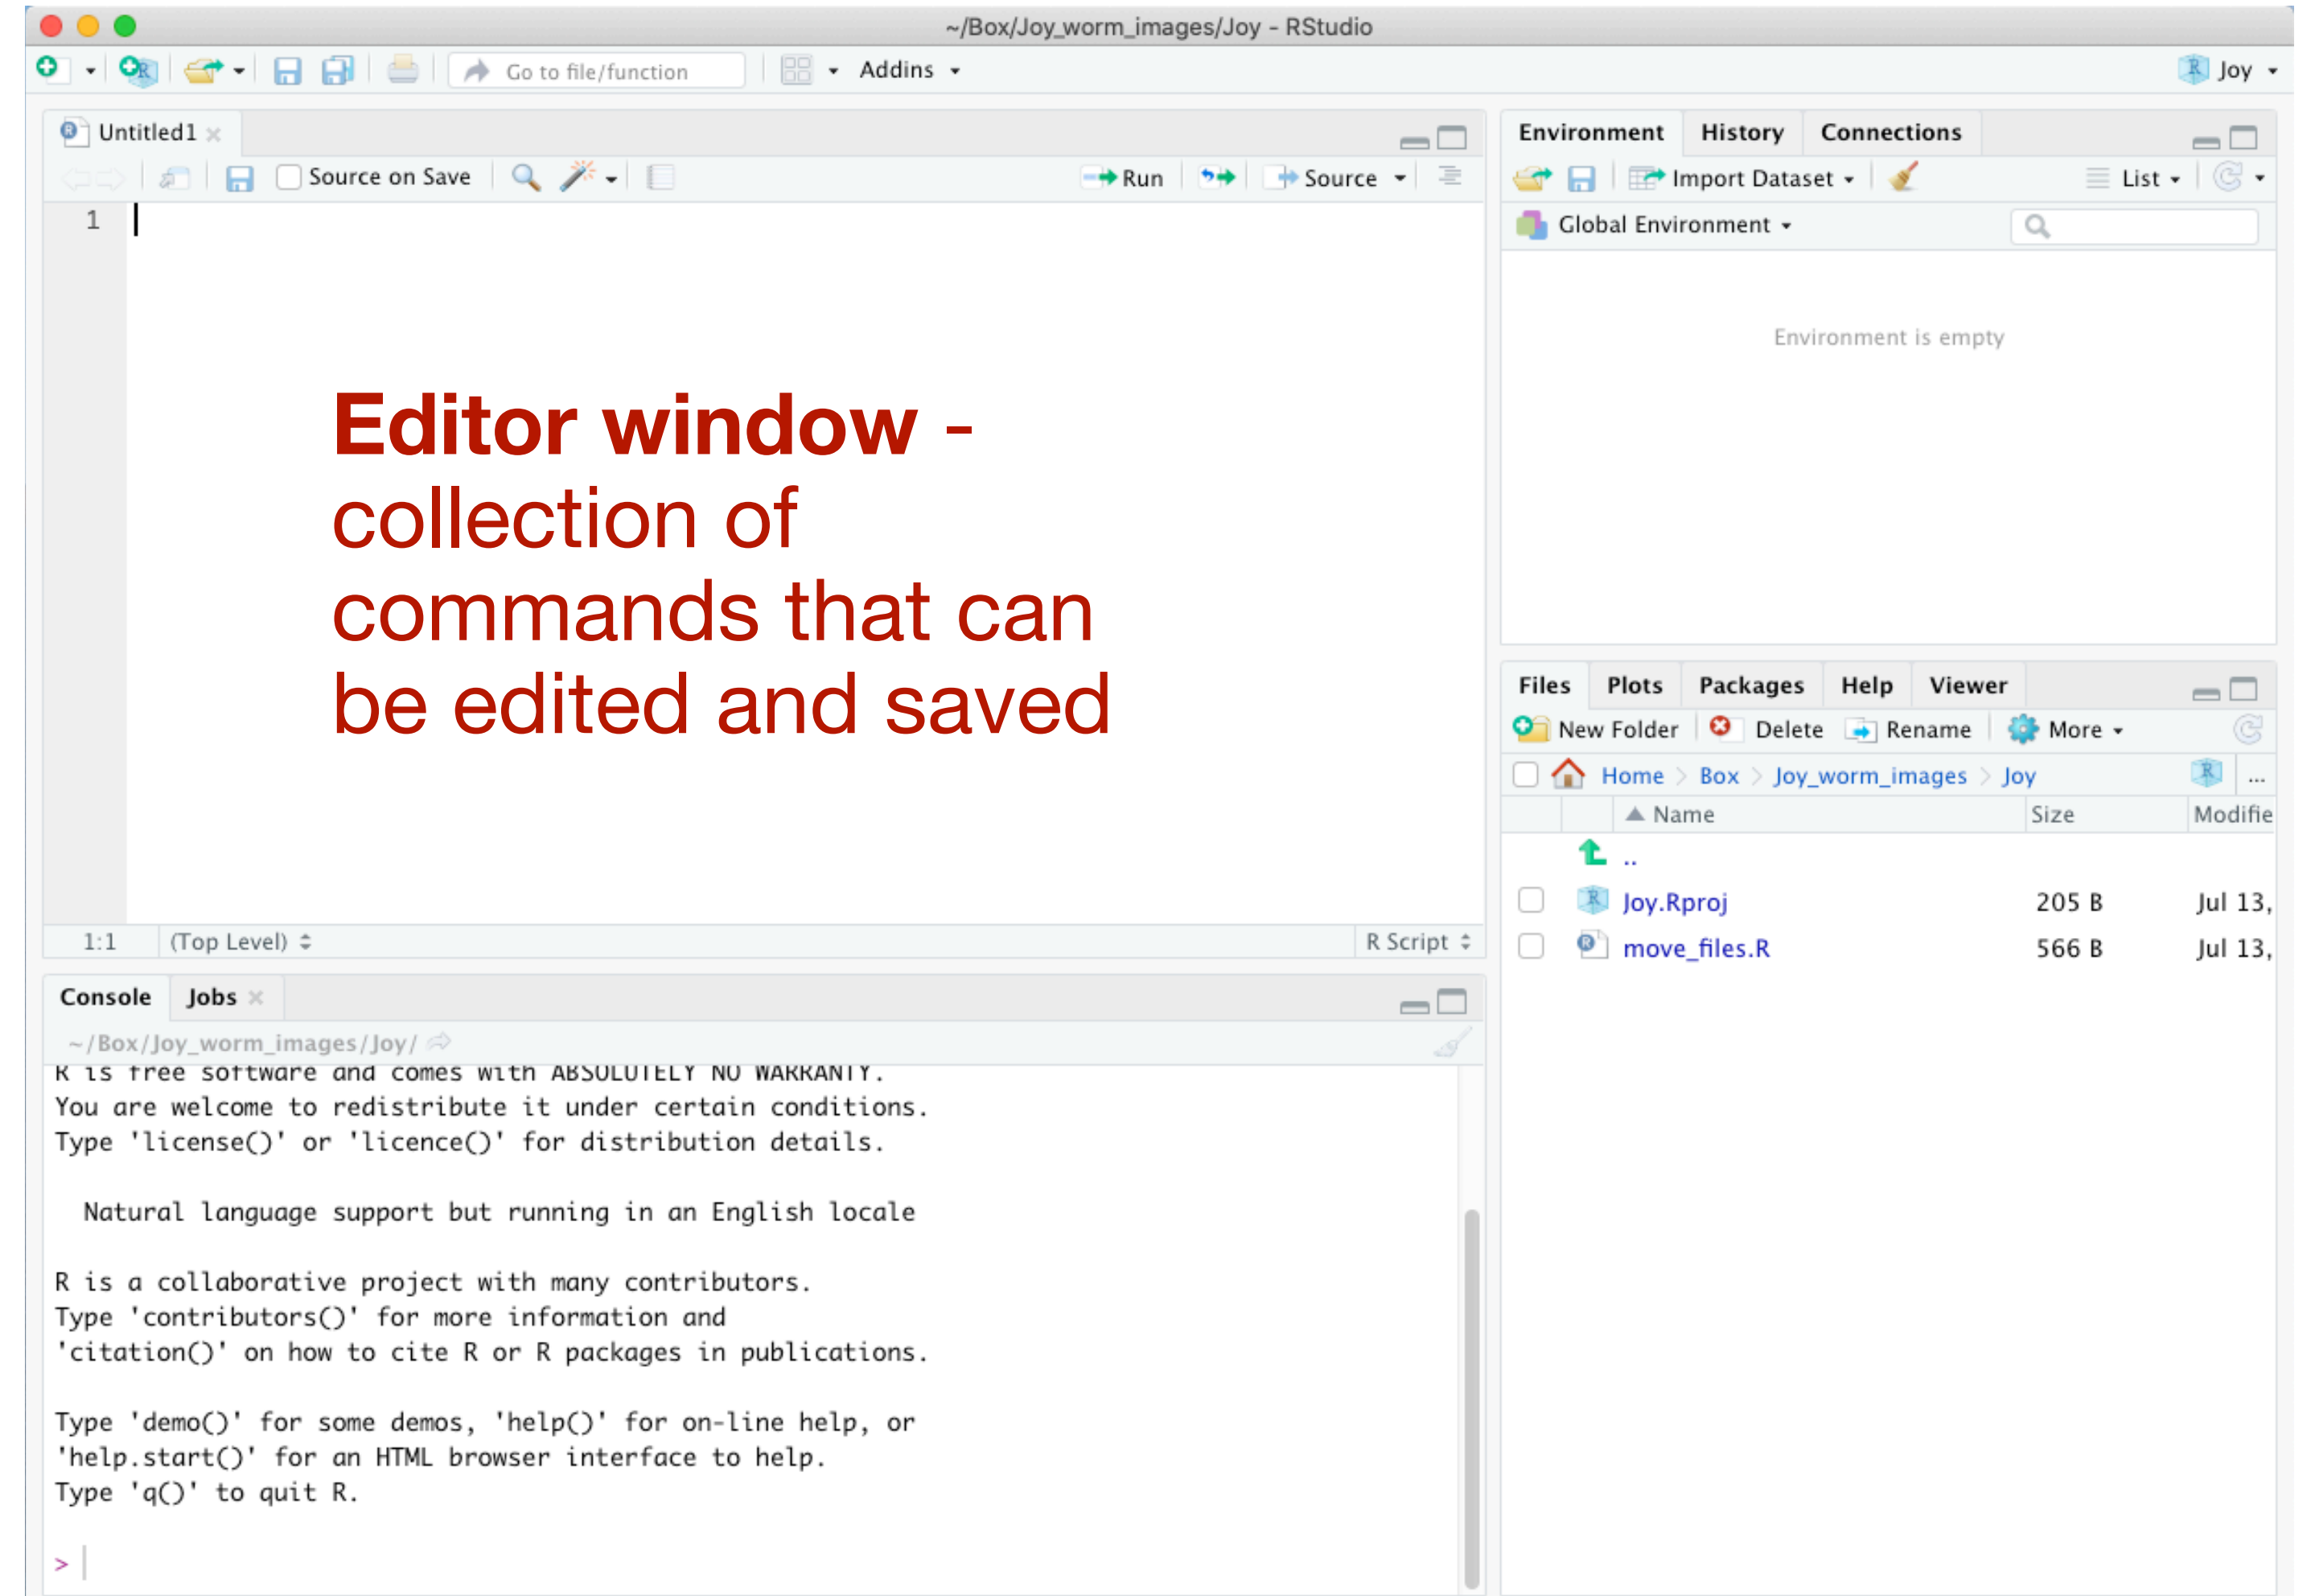 ~/Box/Joy_worm_images/Joy - RStudio
Go to file/function
Addins
Joy
Untitled1
Source on Save
Run
Source
1
Editor window -
collection of
commands that can
be edited and saved
1:1 (Top Level)
R Script
Console Jobs
~/Box/Joy_worm_images/Joy/
R is free software and comes with ABSOLUTELY NO WARRANTY.
You are welcome to redistribute it under certain conditions.
Type 'license()' or 'licence()' for distribution details.
Natural language support but running in an English locale
R is a collaborative project with many contributors.
Type 'contributors()' for more information and
'citation()' on how to cite R or R packages in publications.
Type 'demo()' for some demos, 'help()' for on-line help, or
'help.start()' for an HTML browser interface to help.
Type 'q()' to quit R.
>
Environment History Connections
Import Dataset
List
Global Environment
Environment is empty
Files Plots Packages Help Viewer
New Folder Delete Rename More
Home > Box > Joy_worm_images > Joy ...
Name Size Modifie
..
Joy.Rproj 205 B Jul 13,
move_files.R 566 B Jul 13,